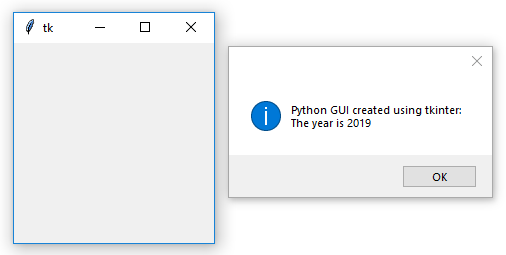 tk
Python GUI created using tkinter:
The year is 2019
OK